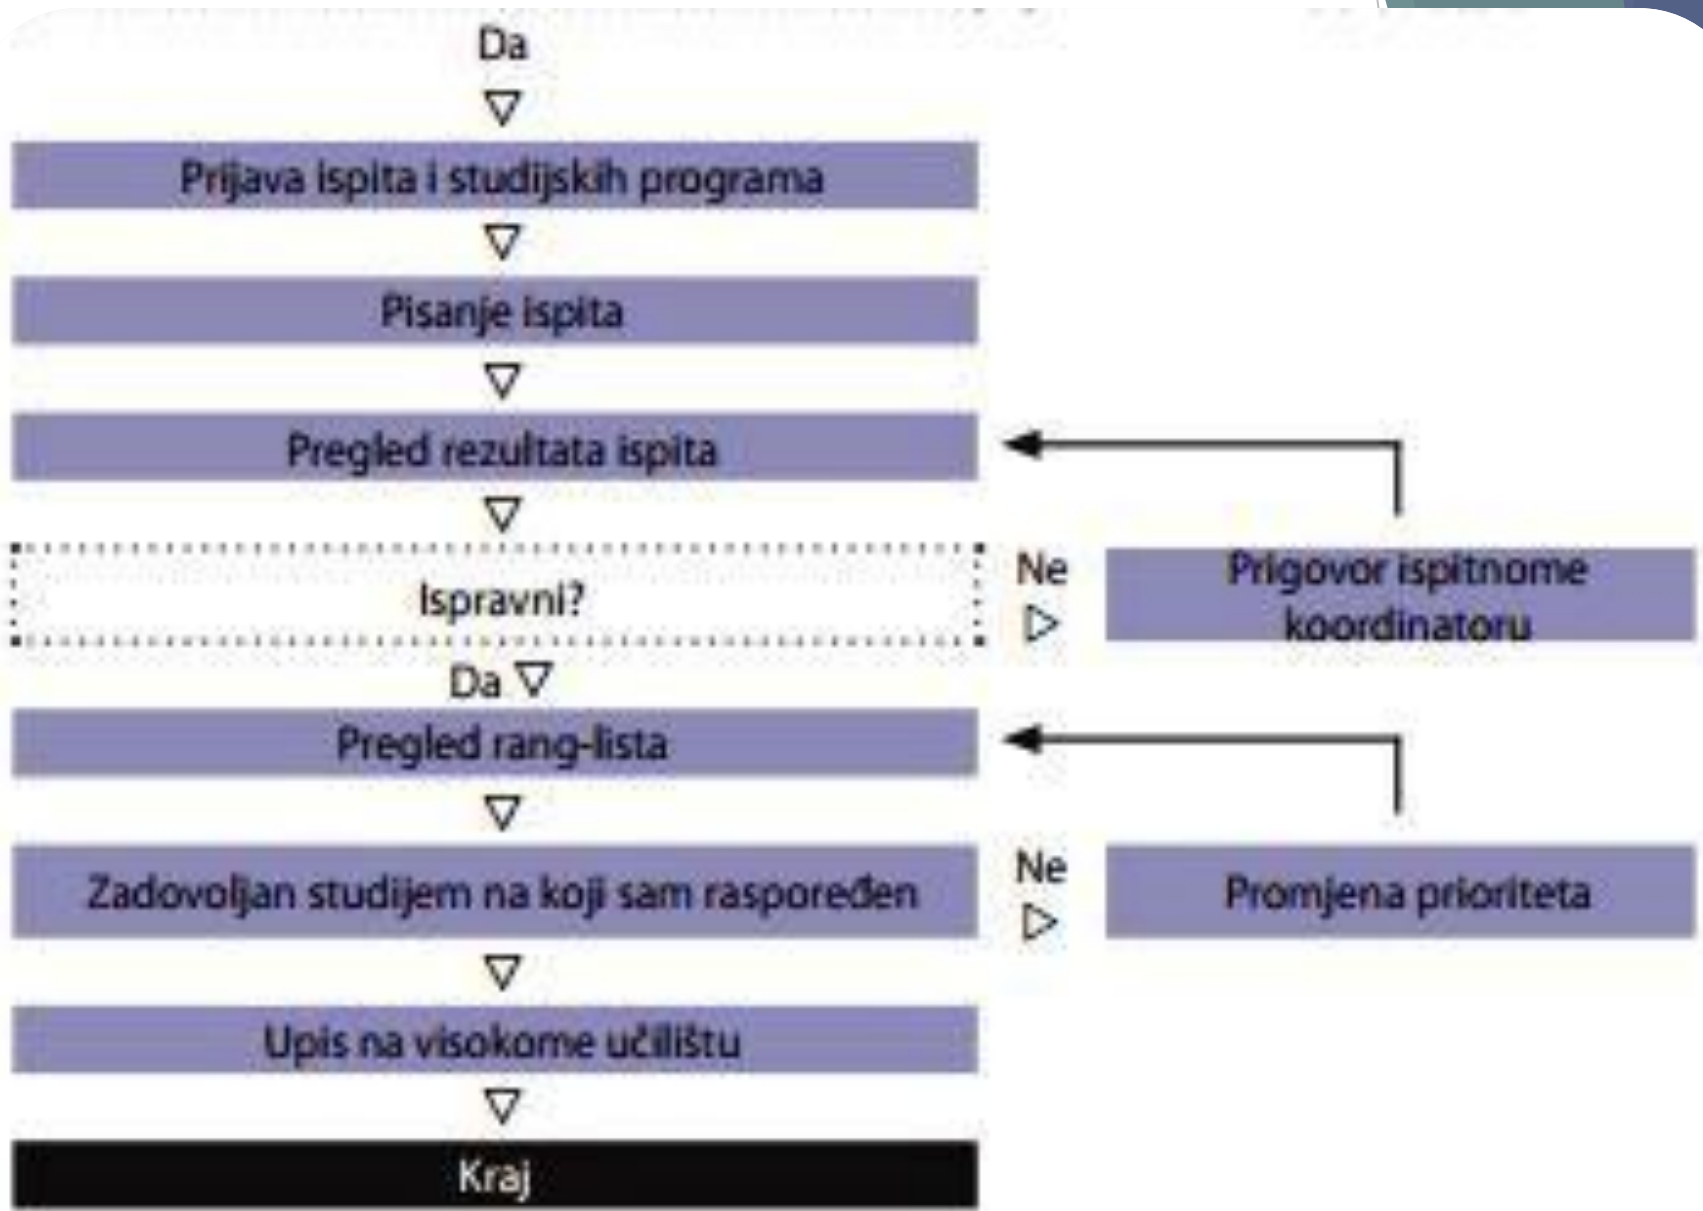 Da
Prijava ispita i studijskih programa
Pisanje ispita
Pregled rezultata ispita
Ispravni?
Ne
Prigovor ispitnome
koordinatoru
Da
Pregled rang-lista
Zadovoljan studijem na koji sam raspoređen
Ne
Promjena prioriteta
Upis na visokome učilištu
Kraj